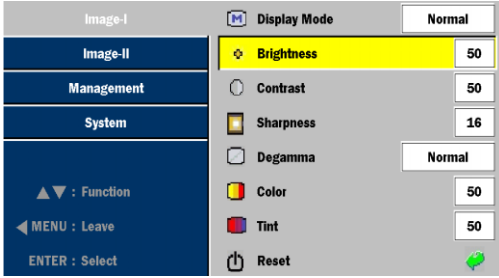 Image-I
Image-II
Management
System
▲▼ : Function
◀ MENU : Leave
ENTER : Select
M Display Mode Normal
Brightness 50
Contrast 50
Sharpness 16
Degamma Normal
Color 50
Tint 50
Reset